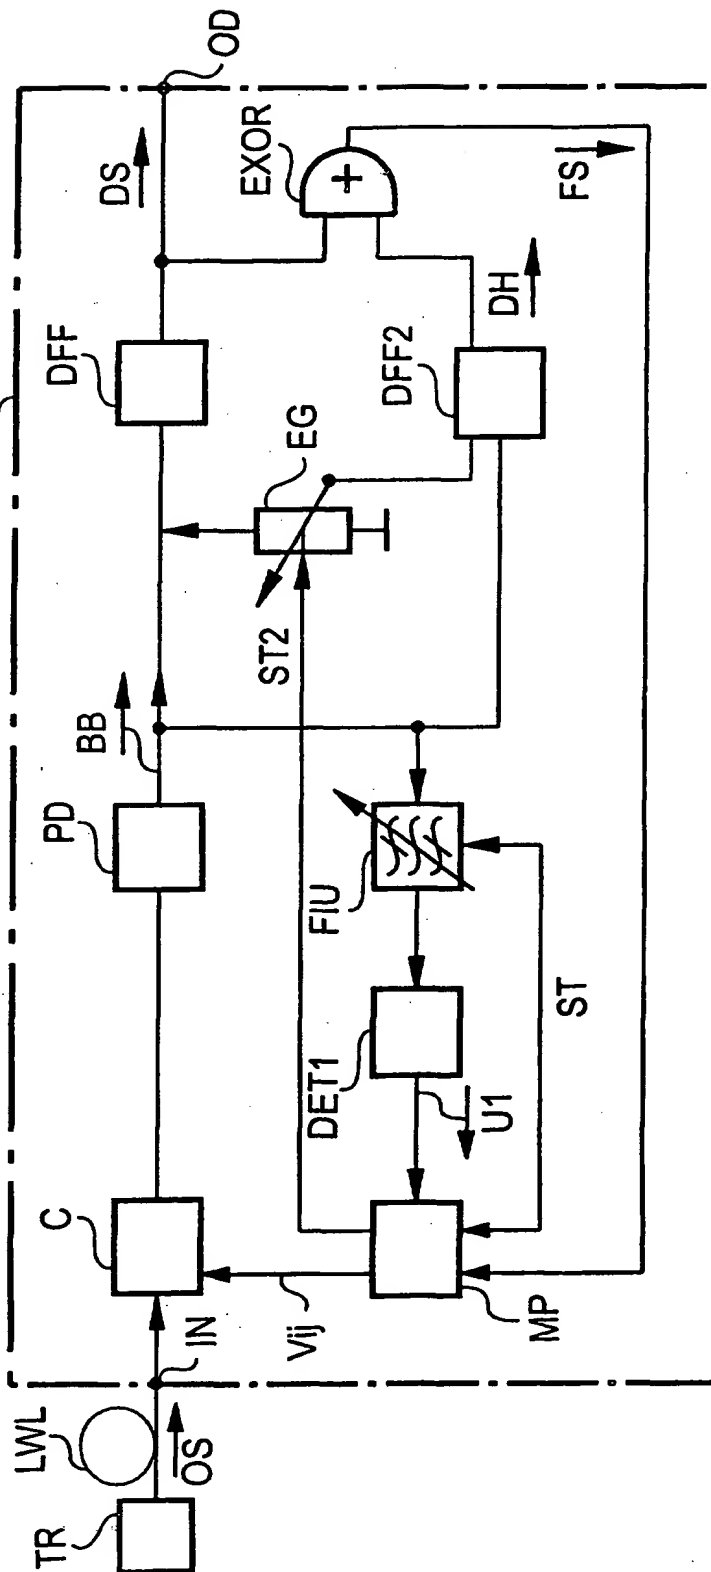 TR
LWL
OS
IN
C
Vij
MP
PD
BB
DET1
U1
FIU
ST
ST2
EG
DFF
DFF2
DS
DH
EXOR
+
FS
OD